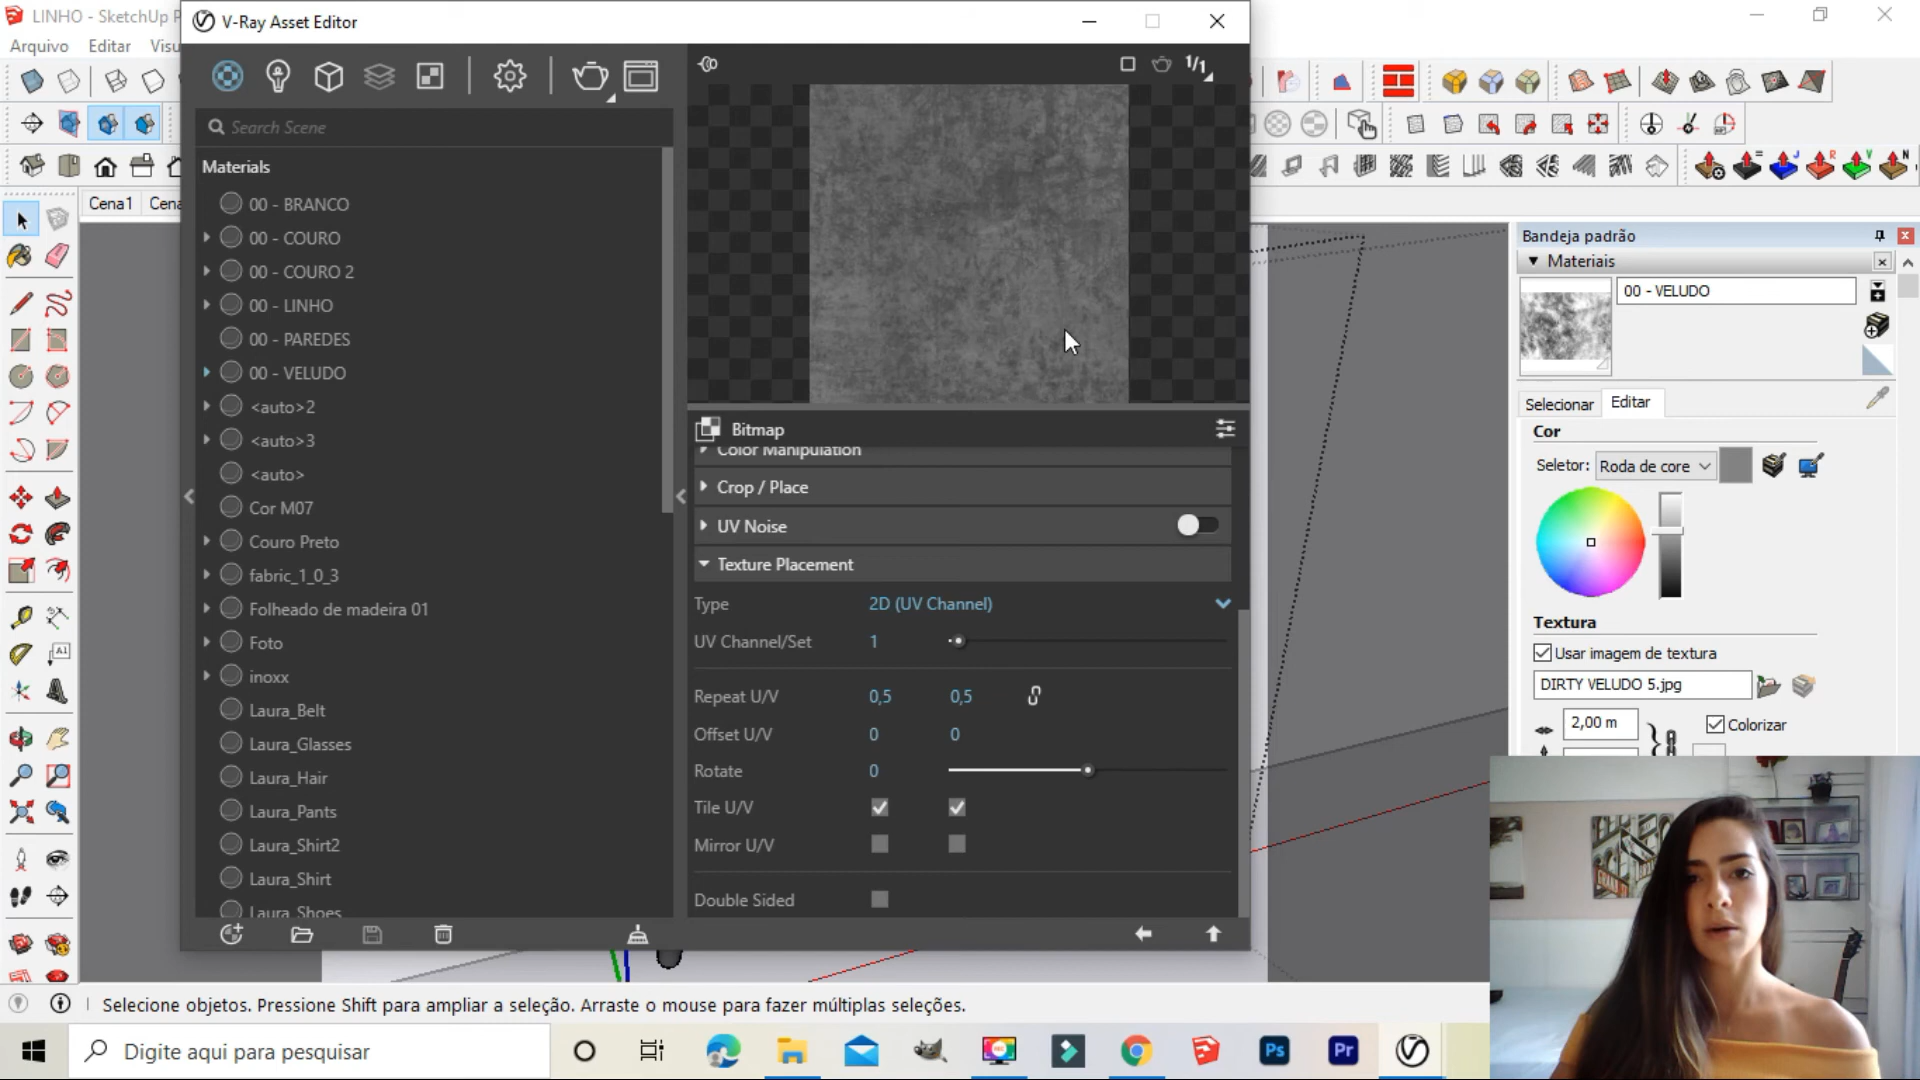 LINHO - SketchUp P
V-Ray Asset Editor
Arquivo
Editar
Visu
Cena1
Cena
Search Scene
Materials
00 - BRANCO
00 - COURO
00 - COURO 2
00 - LINHO
00 - PAREDES
00 - VELUDO
<auto>2
<auto>3
<auto>
Cor M07
Couro Preto
fabric_1_0_3
Folheado de madeira 01
Foto
inoxx
Laura_Belt
Laura_Glasses
Laura_Hair
Laura_Pants
Laura_Shirt2
Laura_Shirt
Laura_Shoes
1/1
Bitmap
Color Manipulation
Crop / Place
UV Noise
Texture Placement
Type 2D (UV Channel)
UV Channel/Set 1
Repeat U/V 0,5 0,5
Offset U/V 0 0
Rotate 0
Tile U/V
Mirror U/V
Double Sided
Bandeja padrão
Materiais
00 - VELUDO
Selecionar
Editar
Cor
Seletor: Roda de core
Textura
Usar imagem de textura
DIRTY VELUDO 5.jpg
2,00 m
Colorizar
Selecione objetos. Pressione Shift para ampliar a seleção. Arraste o mouse para fazer múltiplas seleções.
Digite aqui para pesquisar
Ps
Pr